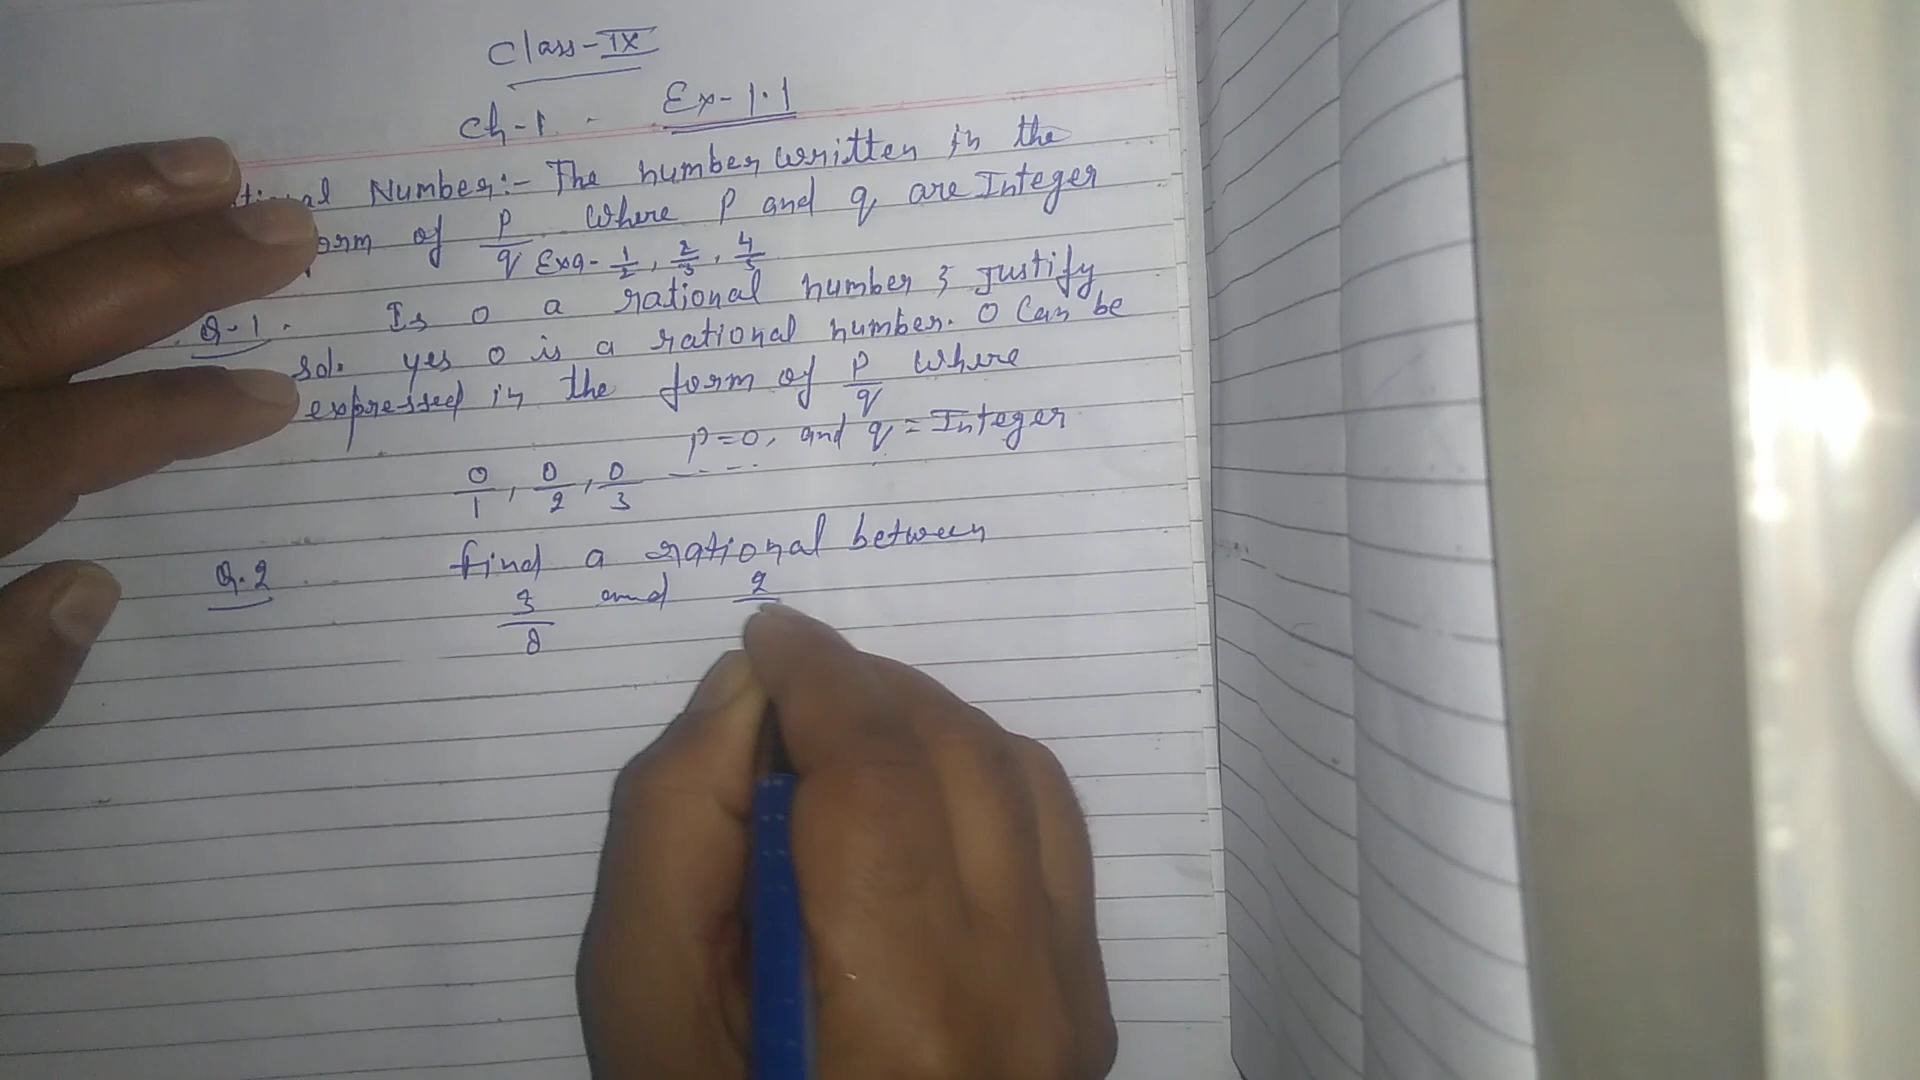 Class-IX
Ch-1. Ex-1.1
Number:- The number written in the
of p/q Where p and q are Integer
Exa- 1/2, 2/3, 4/5
Q-1. Is 0 a rational number ? Justify
Sol. yes 0 is a rational number. 0 Can be
expressed in the form of p/q Where
p=0, and q = Integer
0/1, 0/2, 0/3 -----
Q.2 find a rational between
3/8 and 2